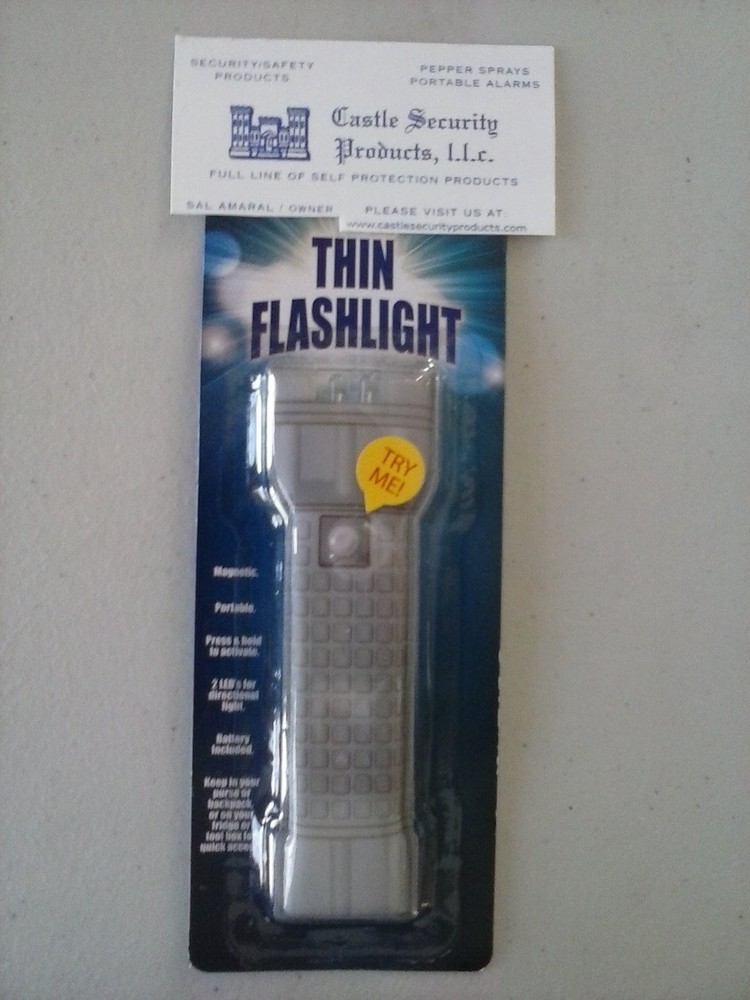 SECURITY/SAFETY
PRODUCTS
PEPPER SPRAYS
PORTABLE ALARMS
Castle Security
Products, l.l.c.
FULL LINE OF SELF PROTECTION PRODUCTS
SAL AMARAL / OWNER
PLEASE VISIT US AT:
www.castlesecurityproducts.com
THIN
FLASHLIGHT
TRY
ME!
Magnetic.
Portable.
Press & hold
to activate.
2 LED's for
directional
light.
Battery
Included.
Keep in your
purse or
backpack
or on your
fridge or
tool box for
quick access